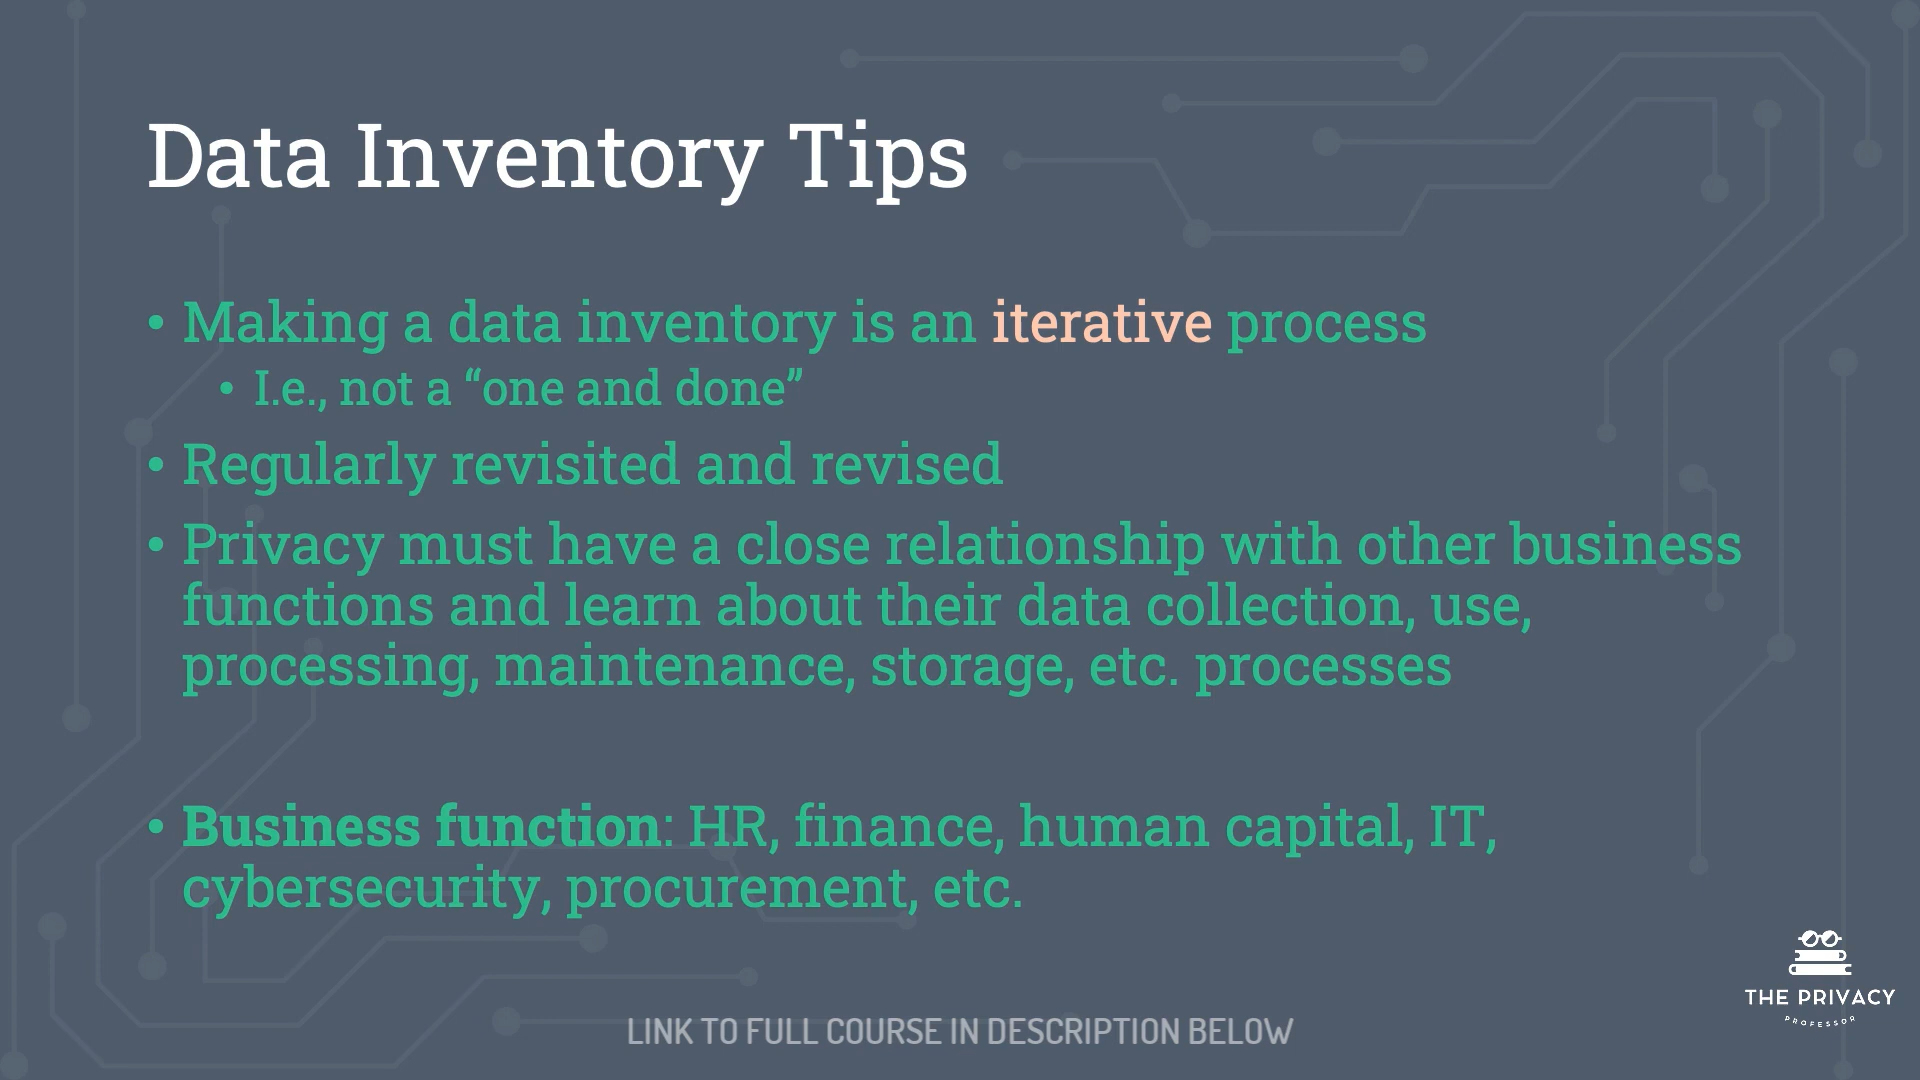 Data Inventory Tips
• Making a data inventory is an iterative process
• I.e., not a “one and done”
• Regularly revisited and revised
• Privacy must have a close relationship with other business
functions and learn about their data collection, use,
processing, maintenance, storage, etc. processes
• Business function: HR, finance, human capital, IT,
cybersecurity, procurement, etc.
THE PRIVACY
PROFESSOR
LINK TO FULL COURSE IN DESCRIPTION BELOW